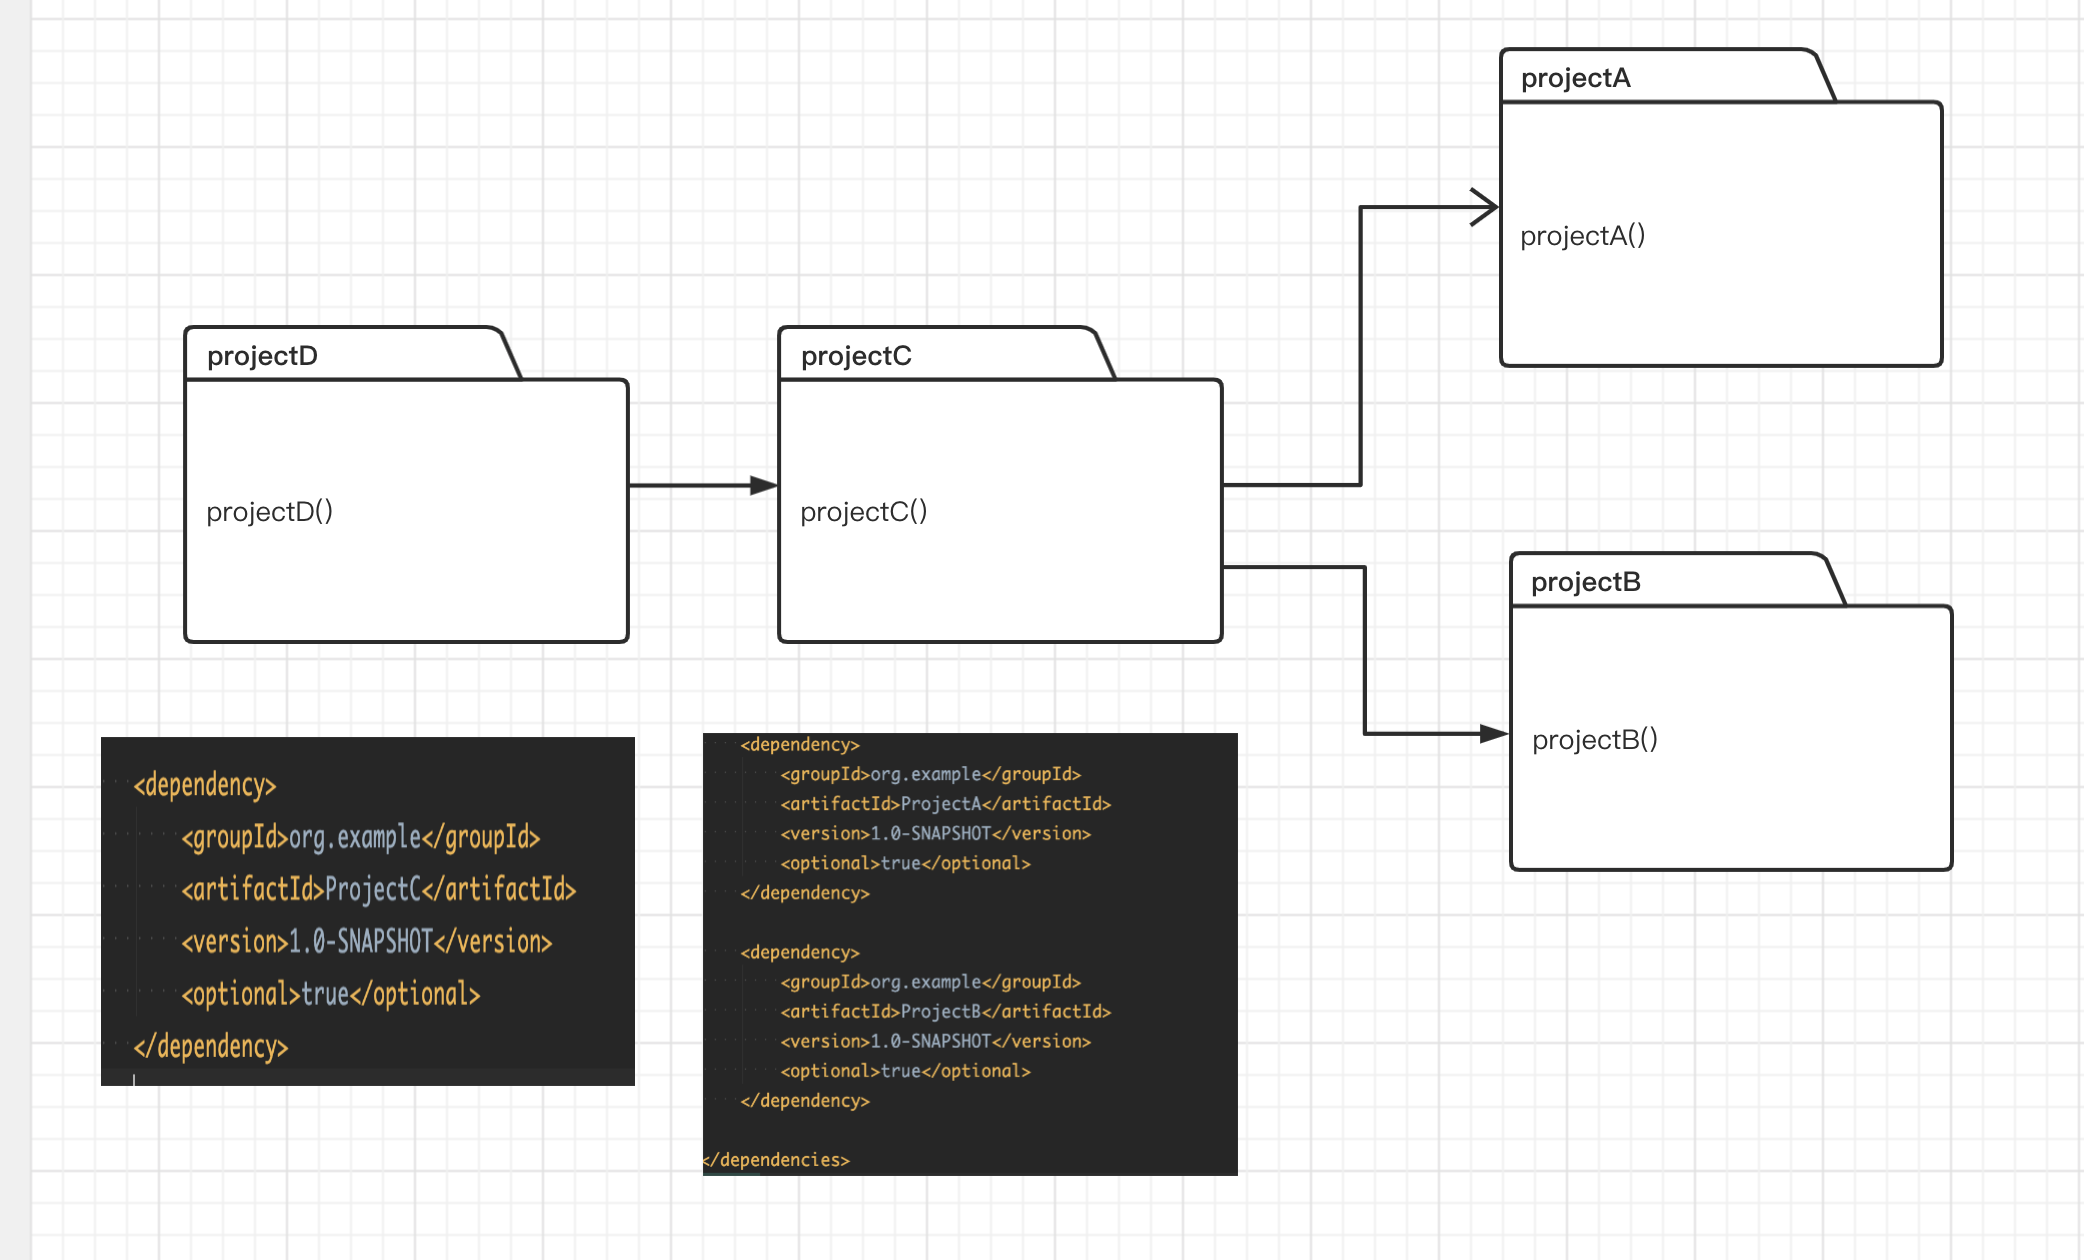 projectA
projectA()
projectD
projectD()
projectC
projectC()
projectB
projectB()
<dependency>
<groupId>org.example</groupId>
<artifactId>ProjectC</artifactId>
<version>1.0-SNAPSHOT</version>
<optional>true</optional>
</dependency>
<dependency>
<groupId>org.example</groupId>
<artifactId>ProjectA</artifactId>
<version>1.0-SNAPSHOT</version>
<optional>true</optional>
</dependency>
<dependency>
<groupId>org.example</groupId>
<artifactId>ProjectB</artifactId>
<version>1.0-SNAPSHOT</version>
<optional>true</optional>
</dependency>
</dependencies>